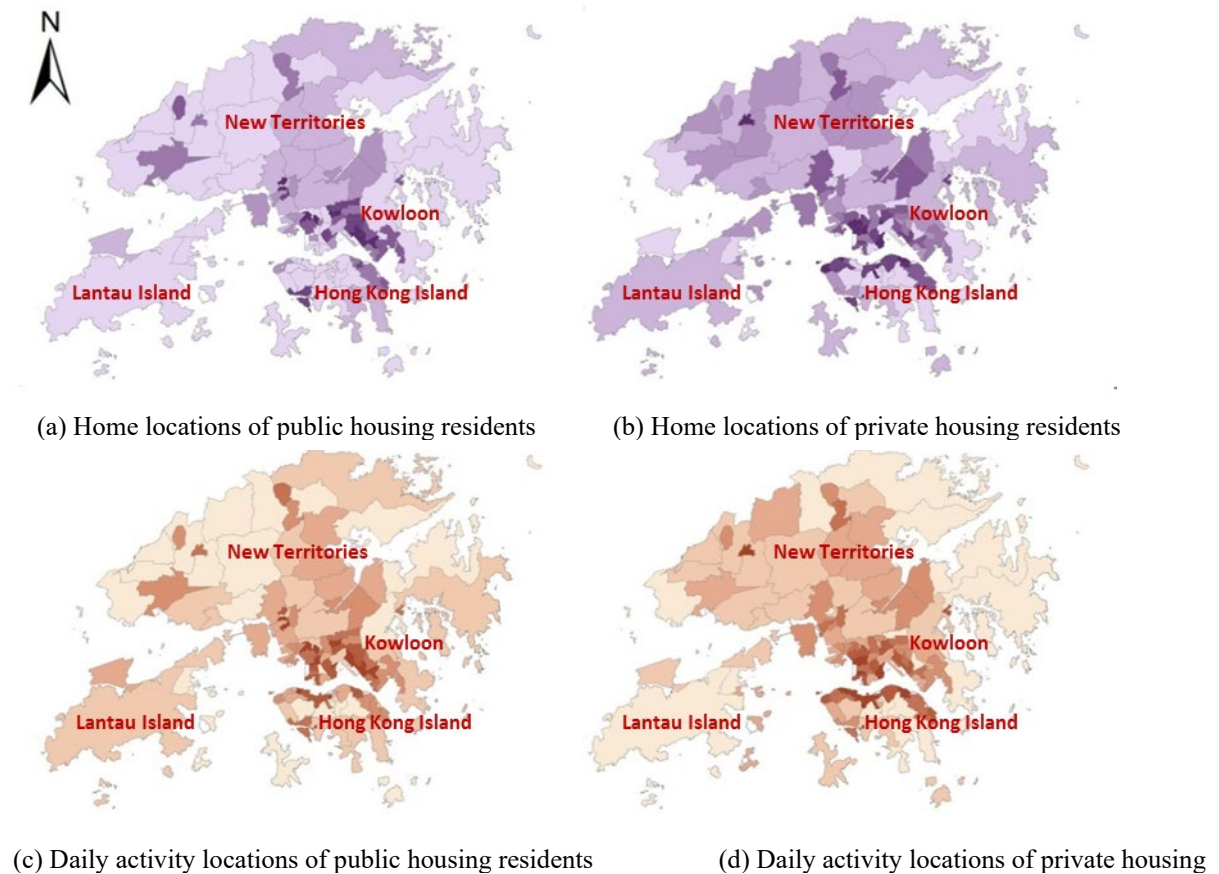 N
New Territories
New Territories
Kowloon
Kowloon
Lantau Island
Hong Kong Island
Lantau Island
Hong Kong Island
(a) Home locations of public housing residents
(b) Home locations of private housing residents
New Territories
New Territories
Kowloon
Kowloon
Lantau Island
Hong Kong Island
Lantau Island
Hong Kong Island
(c) Daily activity locations of public housing residents
(d) Daily activity locations of private housing